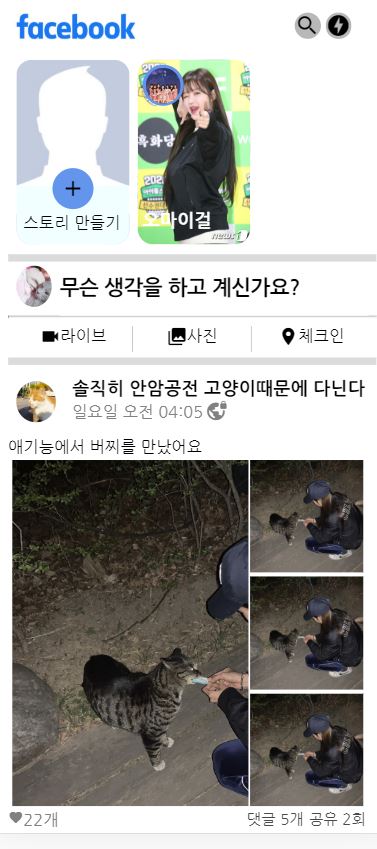 facebook
스토리 만들기
오마이걸
흑화당
news1
무슨 생각을 하고 계신가요?
라이브
사진
체크인
솔직히 안암공전 고양이때문에 다닌다
일요일 오전 04:05
애기능에서 버찌를 만났어요
22개
댓글 5개 공유 2회